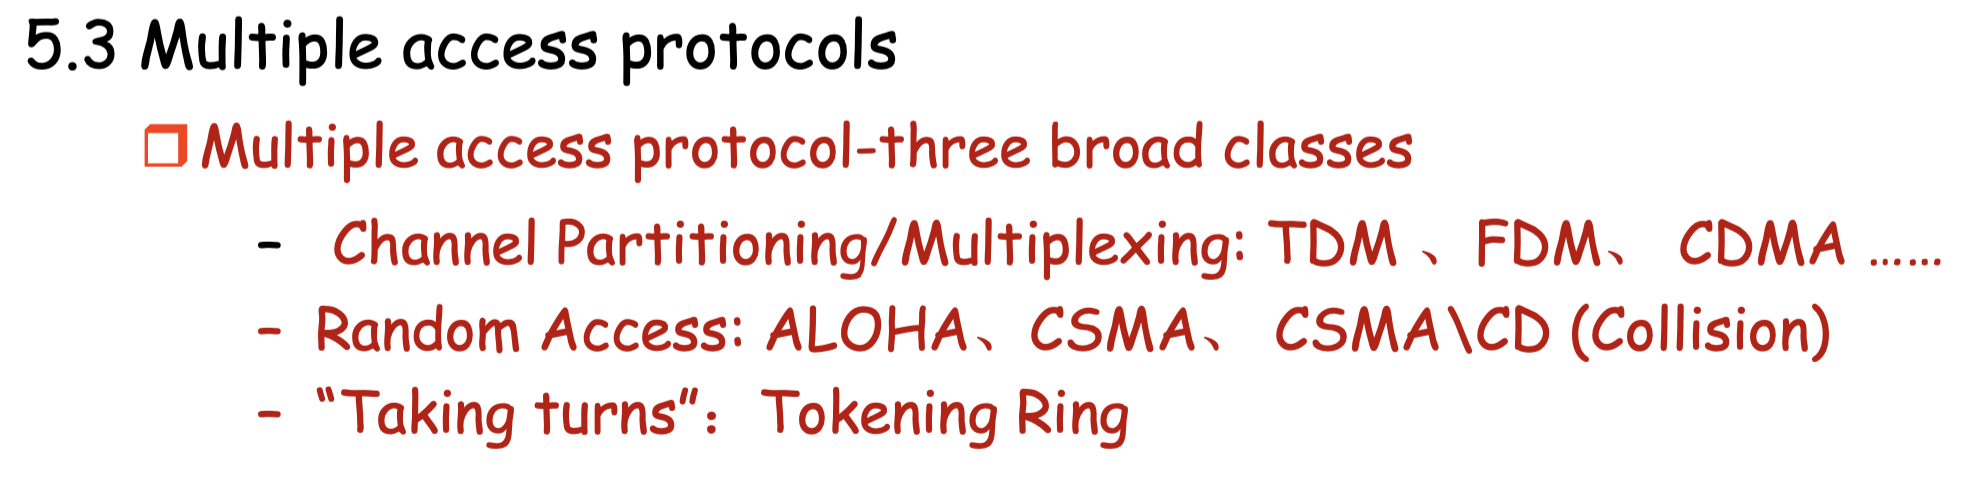 5.3 Multiple access protocols
Multiple access protocol-three broad classes
- Channel Partitioning/Multiplexing: TDM 、FDM、 CDMA ……
- Random Access: ALOHA、CSMA、 CSMA\CD (Collision)
- “Taking turns”： Tokening Ring